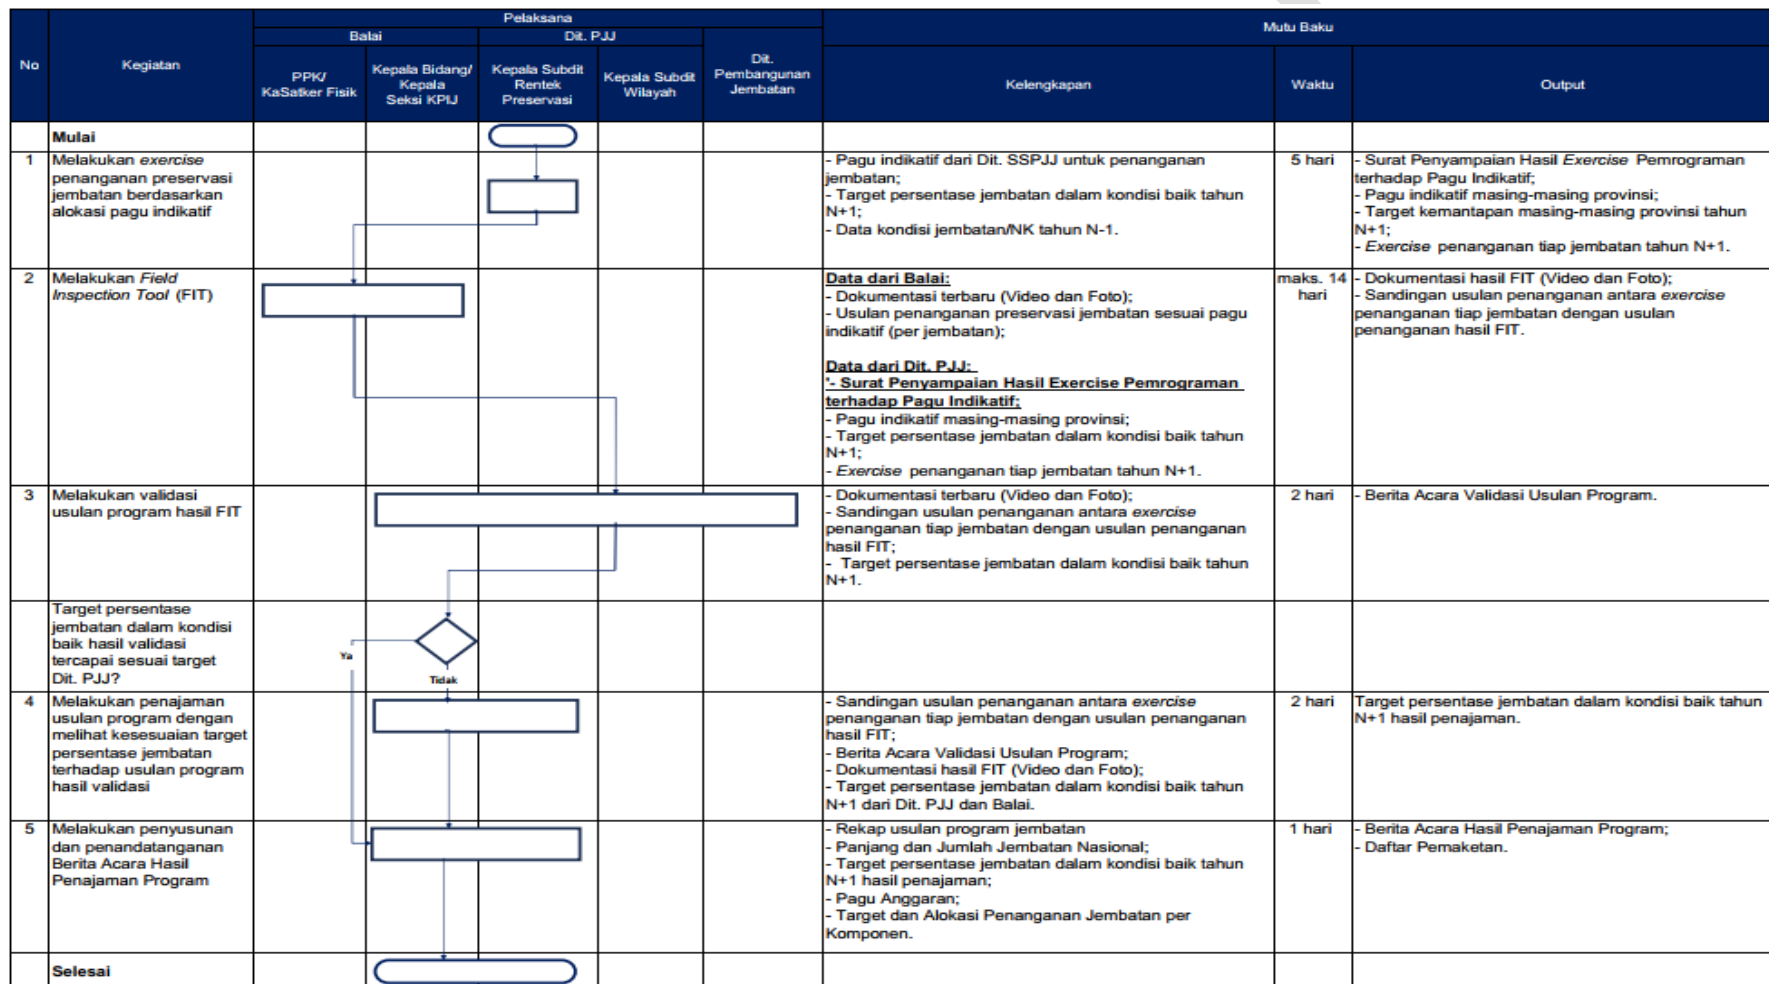 No
Kegiatan
Pelaksana
Balai
Dit. PJJ
PPK/
KaSatker Fisik
Kepala Bidang/
Kepala
Seksi KPIJ
Kepala Subdit
Rentek
Preservasi
Kepala Subdit
Wilayah
Dit.
Pembangunan
Jembatan
Mutu Baku
Kelengkapan
Waktu
Output
Mulai
1
Melakukan exercise
penanganan preservasi
jembatan berdasarkan
alokasi pagu indikatif
- Pagu indikatif dari Dit. SSPJJ untuk penanganan
jembatan;
- Target persentase jembatan dalam kondisi baik tahun
N+1;
- Data kondisi jembatan/NK tahun N-1.
5 hari
- Surat Penyampaian Hasil Exercise Pemrograman
terhadap Pagu Indikatif;
- Pagu indikatif masing-masing provinsi;
- Target kemantapan masing-masing provinsi tahun
N+1;
- Exercise penanganan tiap jembatan tahun N+1.
2
Melakukan Field
Inspection Tool (FIT)
Data dari Balai:
- Dokumentasi terbaru (Video dan Foto);
- Usulan penanganan preservasi jembatan sesuai pagu
indikatif (per jembatan);
Data dari Dit. PJJ:
'- Surat Penyampaian Hasil Exercise Pemrograman
terhadap Pagu Indikatif;
- Pagu indikatif masing-masing provinsi;
- Target persentase jembatan dalam kondisi baik tahun
N+1;
- Exercise penanganan tiap jembatan tahun N+1.
maks. 14
hari
- Dokumentasi hasil FIT (Video dan Foto);
- Sandingan usulan penanganan antara exercise
penanganan tiap jembatan dengan usulan
penanganan hasil FIT.
3
Melakukan validasi
usulan program hasil FIT
- Dokumentasi terbaru (Video dan Foto);
- Sandingan usulan penanganan antara exercise
penanganan tiap jembatan dengan usulan penanganan
hasil FIT;
- Target persentase jembatan dalam kondisi baik tahun
N+1.
2 hari
- Berita Acara Validasi Usulan Program.
Target persentase
jembatan dalam kondisi
baik hasil validasi
tercapai sesuai target
Dit. PJJ?
Ya
Tidak
4
Melakukan penajaman
usulan program dengan
melihat kesesuaian target
persentase jembatan
terhadap usulan program
hasil validasi
- Sandingan usulan penanganan antara exercise
penanganan tiap jembatan dengan usulan penanganan
hasil FIT;
- Berita Acara Validasi Usulan Program;
- Dokumentasi hasil FIT (Video dan Foto);
- Target persentase jembatan dalam kondisi baik tahun
N+1 dari Dit. PJJ dan Balai.
2 hari
Target persentase jembatan dalam kondisi baik tahun
N+1 hasil penajaman.
5
Melakukan penyusunan
dan penandatanganan
Berita Acara Hasil
Penajaman Program
- Rekap usulan program jembatan
- Panjang dan Jumlah Jembatan Nasional;
- Target persentase jembatan dalam kondisi baik tahun
N+1 hasil penajaman;
- Pagu Anggaran;
- Target dan Alokasi Penanganan Jembatan per
Komponen.
1 hari
- Berita Acara Hasil Penajaman Program;
- Daftar Pemaketan.
Selesai